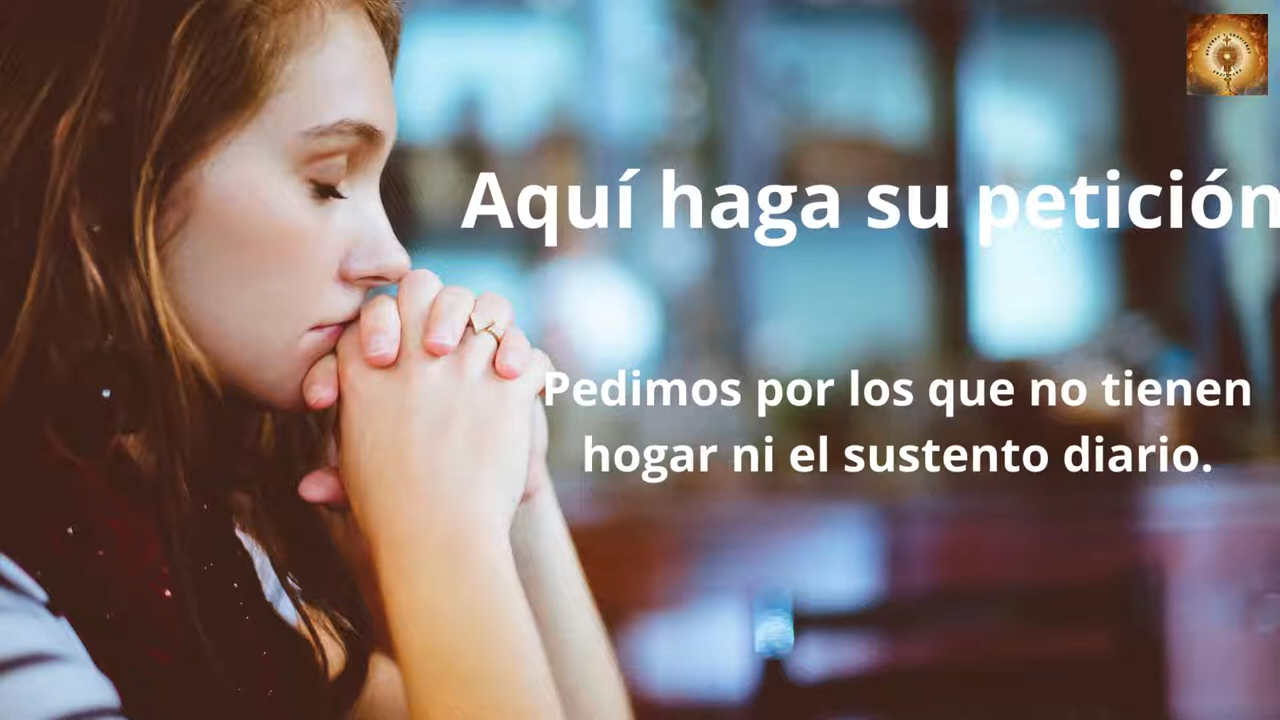 Aquí haga su petición
Pedimos por los que no tienen
hogar ni el sustento diario.